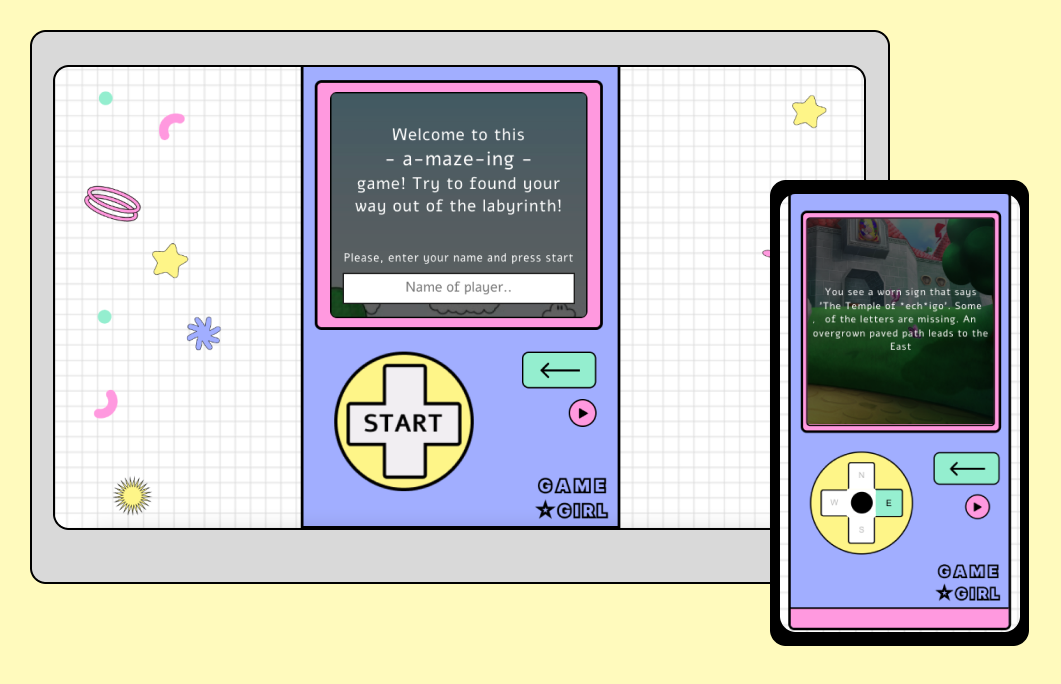 Welcome to this
- a-maze-ing -
game! Try to found your
way out of the labyrinth!
Please, enter your name and press start
Name of player..
START
GAME
GIRL
You see a worn sign that says
'The Temple of *ech*igo'. Some
of the letters are missing. An
overgrown paved path leads to the
East
N
W
E
S
GAME
GIRL